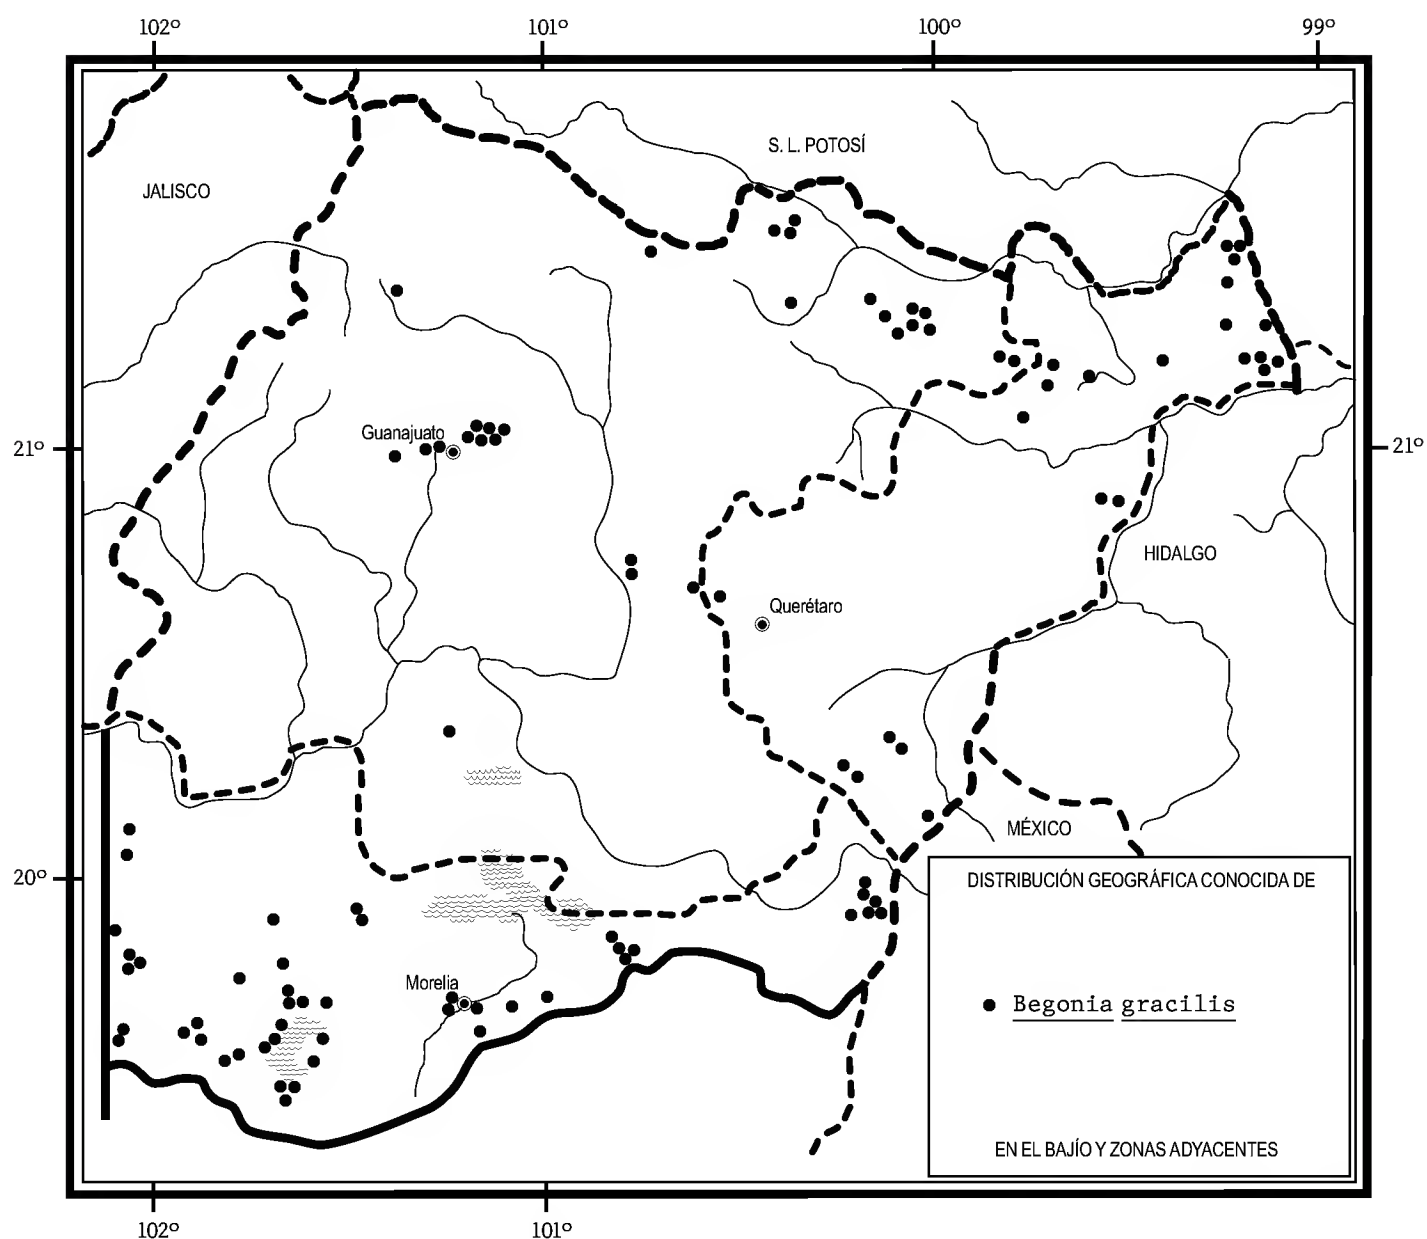 102º 101º 100º 99º
S. L. POTOSÍ
JALISCO
Guanajuato
21º 21º
HIDALGO
Querétaro
MÉXICO
20º
DISTRIBUCIÓN GEOGRÁFICA CONOCIDA DE
Morelia
Begonia gracilis
EN EL BAJÍO Y ZONAS ADYACENTES
102º 101º